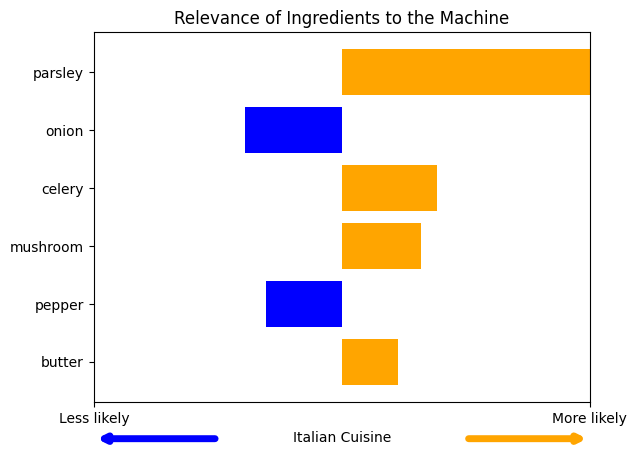 Relevance of Ingredients to the Machine
parsley
onion
celery
mushroom
pepper
butter
Less likely
More likely
Italian Cuisine